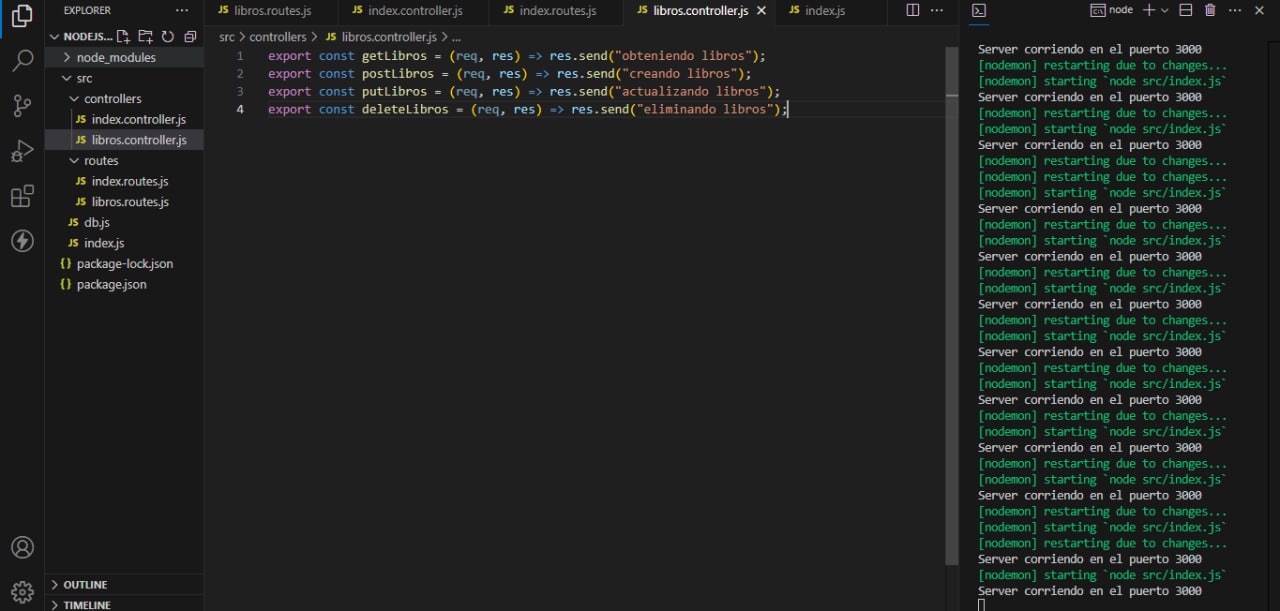 EXPLORER
NODEJS...
node_modules
src
controllers
JS index.controller.js
JS libros.controller.js
routes
JS index.routes.js
JS libros.routes.js
JS db.js
JS index.js
{} package-lock.json
{} package.json
OUTLINE
TIMELINE
JS libros.routes.js JS index.controller.js JS index.routes.js JS libros.controller.js JS index.js
src > controllers > JS libros.controller.js > ...
1 export const getLibros = (req, res) => res.send("obteniendo libros");
2 export const postLibros = (req, res) => res.send("creando libros");
3 export const putLibros = (req, res) => res.send("actualizando libros");
4 export const deleteLibros = (req, res) => res.send("eliminando libros");
node
Server corriendo en el puerto 3000
[nodemon] restarting due to changes...
[nodemon] starting `node src/index.js`
Server corriendo en el puerto 3000
[nodemon] restarting due to changes...
[nodemon] starting `node src/index.js`
Server corriendo en el puerto 3000
[nodemon] restarting due to changes...
[nodemon] restarting due to changes...
[nodemon] starting `node src/index.js`
Server corriendo en el puerto 3000
[nodemon] restarting due to changes...
[nodemon] starting `node src/index.js`
Server corriendo en el puerto 3000
[nodemon] restarting due to changes...
[nodemon] starting `node src/index.js`
Server corriendo en el puerto 3000
[nodemon] restarting due to changes...
[nodemon] starting `node src/index.js`
Server corriendo en el puerto 3000
[nodemon] restarting due to changes...
[nodemon] starting `node src/index.js`
Server corriendo en el puerto 3000
[nodemon] restarting due to changes...
[nodemon] starting `node src/index.js`
Server corriendo en el puerto 3000
[nodemon] restarting due to changes...
[nodemon] starting `node src/index.js`
Server corriendo en el puerto 3000
[nodemon] restarting due to changes...
[nodemon] starting `node src/index.js`
[nodemon] restarting due to changes...
Server corriendo en el puerto 3000
[nodemon] starting `node src/index.js`
Server corriendo en el puerto 3000